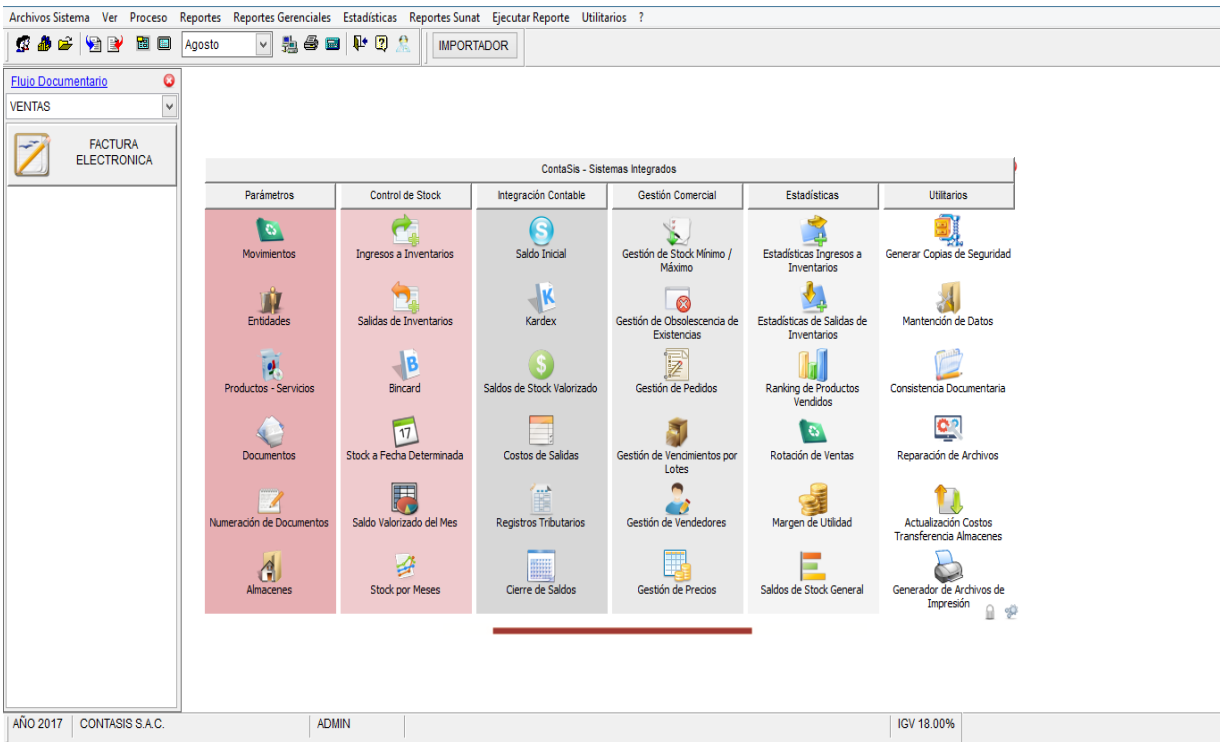 Archivos Sistema Ver Proceso Reportes Reportes Gerenciales Estadísticas Reportes Sunat Ejecutar Reporte Utilitarios ?
Agosto IMPORTADOR
Flujo Documentario
VENTAS
FACTURA
ELECTRONICA
ContaSis - Sistemas Integrados
Parámetros Control de Stock Integración Contable Gestión Comercial Estadísticas Utilitarios
Movimientos Ingresos a Inventarios Saldo Inicial Gestión de Stock Mínimo / Estadísticas Ingresos a Generar Copias de Seguridad
Máximo Inventarios
Entidades Salidas de Inventarios Kardex Gestión de Obsolescencia de Estadísticas de Salidas de Mantención de Datos
Existencias Inventarios
Productos - Servicios Bincard Saldos de Stock Valorizado Gestión de Pedidos Ranking de Productos Consistencia Documentaria
Vendidos
17
Documentos Stock a Fecha Determinada Costos de Salidas Gestión de Vencimientos por Rotación de Ventas Reparación de Archivos
Lotes
Numeración de Documentos Saldo Valorizado del Mes Registros Tributarios Gestión de Vendedores Margen de Utilidad Actualización Costos
Transferencia Almacenes
Almacenes Stock por Meses Cierre de Saldos Gestión de Precios Saldos de Stock General Generador de Archivos de
Impresión
AÑO 2017 CONTASIS S.A.C. ADMIN IGV 18.00%